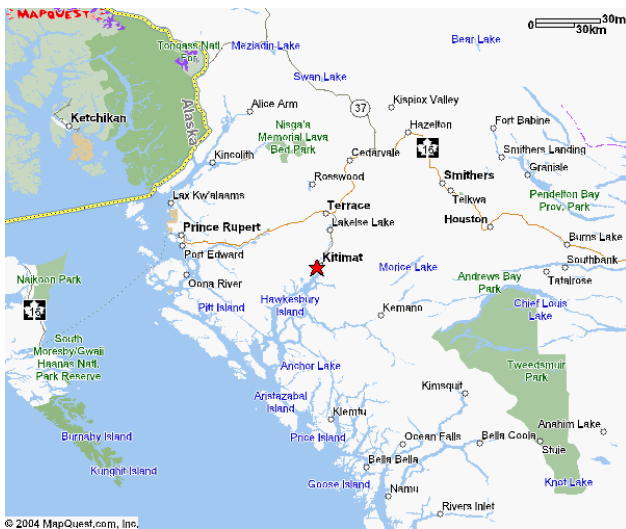 MAPQUEST
30m
0
30km
Tongass Natl.
For.
Meziadin Lake
Bear Lake
Swan Lake
Alaska
Alice Arm
37
Kispiox Valley
Ketchikan
Nisga'a
Memorial Lava
Bed Park
Hazelton
Fort Babine
16
Kincolith
Cedarvale
Smithers Landing
Granisle
Rosswood
Smithers
Telkwa
Lax Kw'alaams
Pendelton Bay
Prov. Park
Terrace
Houston
Prince Rupert
Lakelse Lake
Burns Lake
Port Edward
Kitimat
Morice Lake
Southbank
Naikoon Park
Oona River
Andrews Bay
Park
Tatalrose
16
Pitt Island
Hawkesbury
Island
Chief Louis
Lake
Kemano
South
Moresby/Gwaii
Haanas Natl.
Park Reserve
Anchor Lake
Tweedsmuir
Park
Aristazabal
Island
Kimsquit
Klemtu
Anahim Lake
Burnaby Island
Price Island
Ocean Falls
Bella Coola
Stuie
Kunghit Island
Bella Bella
Goose Island
Namu
Knot Lake
Rivers Inlet
© 2004 MapQuest.com, Inc.